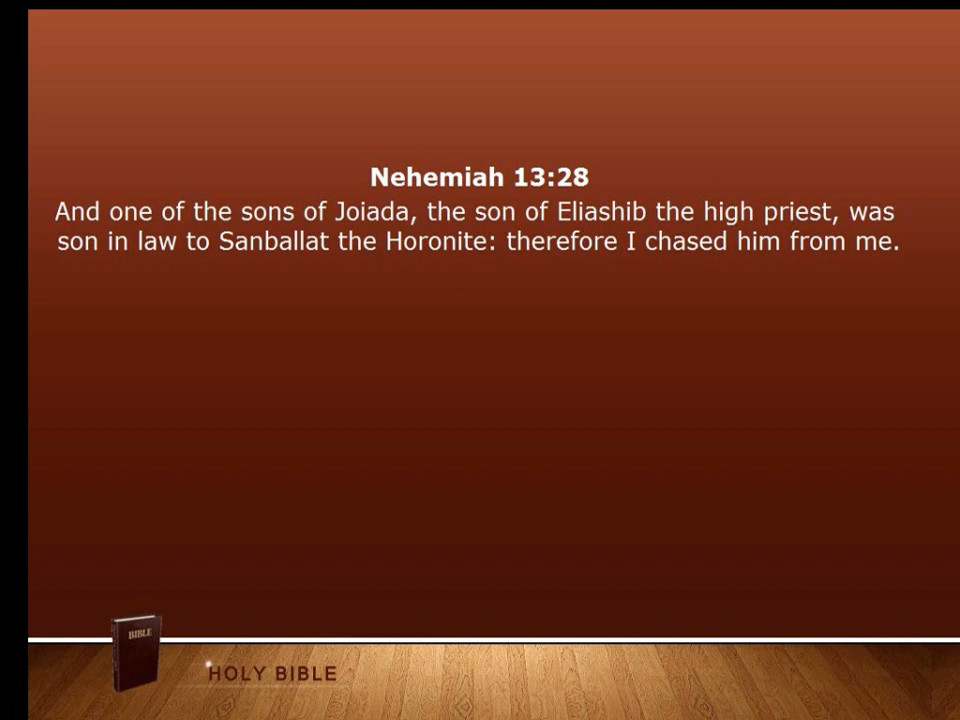 Nehemiah 13:28
And one of the sons of Joiada, the son of Eliashib the high priest, was
son in law to Sanballat the Horonite: therefore I chased him from me.
BIBLE
HOLY BIBLE